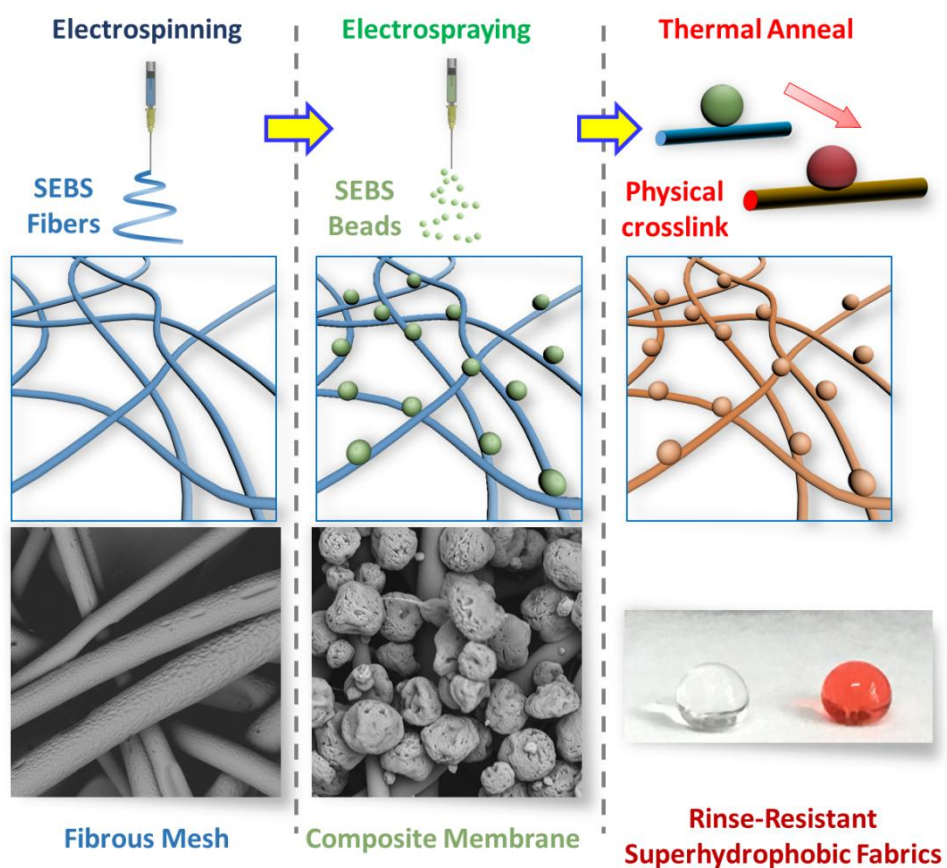 Electrospinning
Electrospraying
Thermal Anneal
SEBS
Fibers
SEBS
Beads
Physical
crosslink
Fibrous Mesh
Composite Membrane
Rinse-Resistant
Superhydrophobic Fabrics